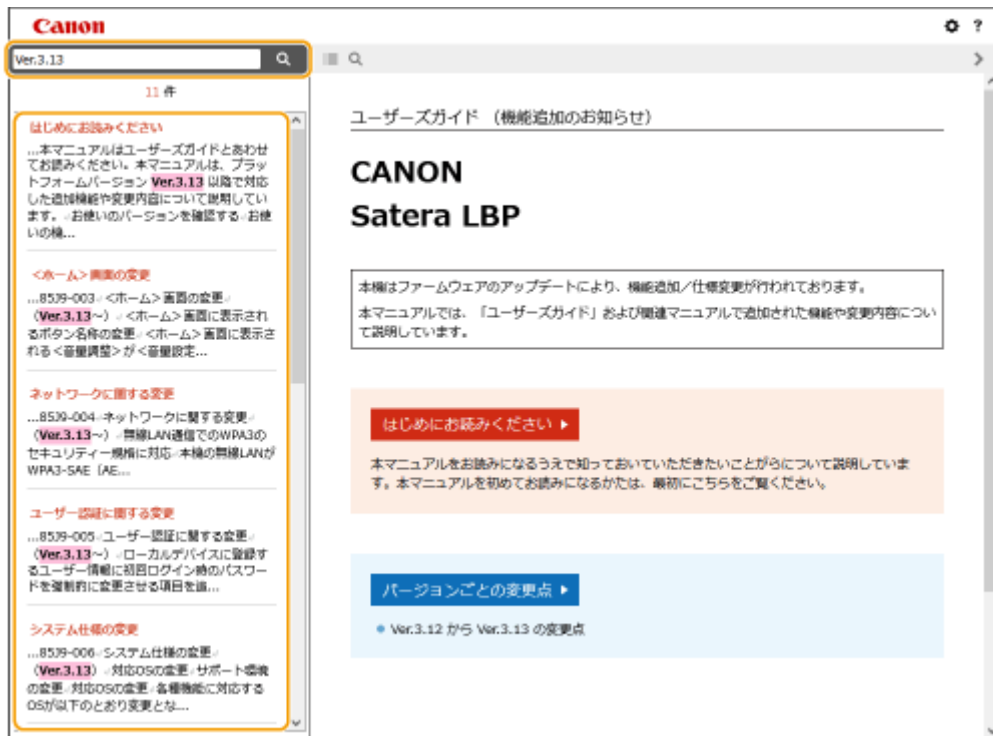 Canon
?
Ver.3.13
11 件
はじめにお読みください
...本マニュアルはユーザーズガイドとあわせ
てお読みください。本マニュアルは、プラッ
トフォームバージョン Ver.3.13 以降で対応
した追加機能や変更内容について説明してい
ます。 お使いのバージョンを確認する お使
いの機...
<ホーム>画面の変更
...85J9-003 <ホーム>画面の変更
（Ver.3.13～） <ホーム>画面に表示され
るボタン名称の変更 <ホーム>画面に表示さ
れる<音量調整>が<音量設定...
ネットワークに関する変更
...85J9-004 ネットワークに関する変更
（Ver.3.13～） 無線LAN通信でのWPA3の
セキュリティー規格に対応 本機の無線LANが
WPA3-SAE（AE...
ユーザー認証に関する変更
...85J9-005 ユーザー認証に関する変更
（Ver.3.13～） ローカルデバイスに登録す
るユーザー情報に初回ログイン時のパスワー
ドを強制的に変更させる項目を追...
システム仕様の変更
...85J9-006 システム仕様の変更
（Ver.3.13） 対応OSの変更 サポート環境
の変更 対応OSの変更 各種機能に対応する
OSが以下のとおり変更とな...
ユーザーズガイド （機能追加のお知らせ）
CANON
Satera LBP
本機はファームウェアのアップデートにより、機能追加／仕様変更が行われております。
本マニュアルでは、「ユーザーズガイド」および関連マニュアルで追加された機能や変更内容につい
て説明しています。
はじめにお読みください
本マニュアルをお読みになるうえで知っておいていただきたいことがらについて説明していま
す。本マニュアルを初めてお読みになるかたは、最初にこちらをご覧ください。
バージョンごとの変更点
Ver.3.12 から Ver.3.13 の変更点